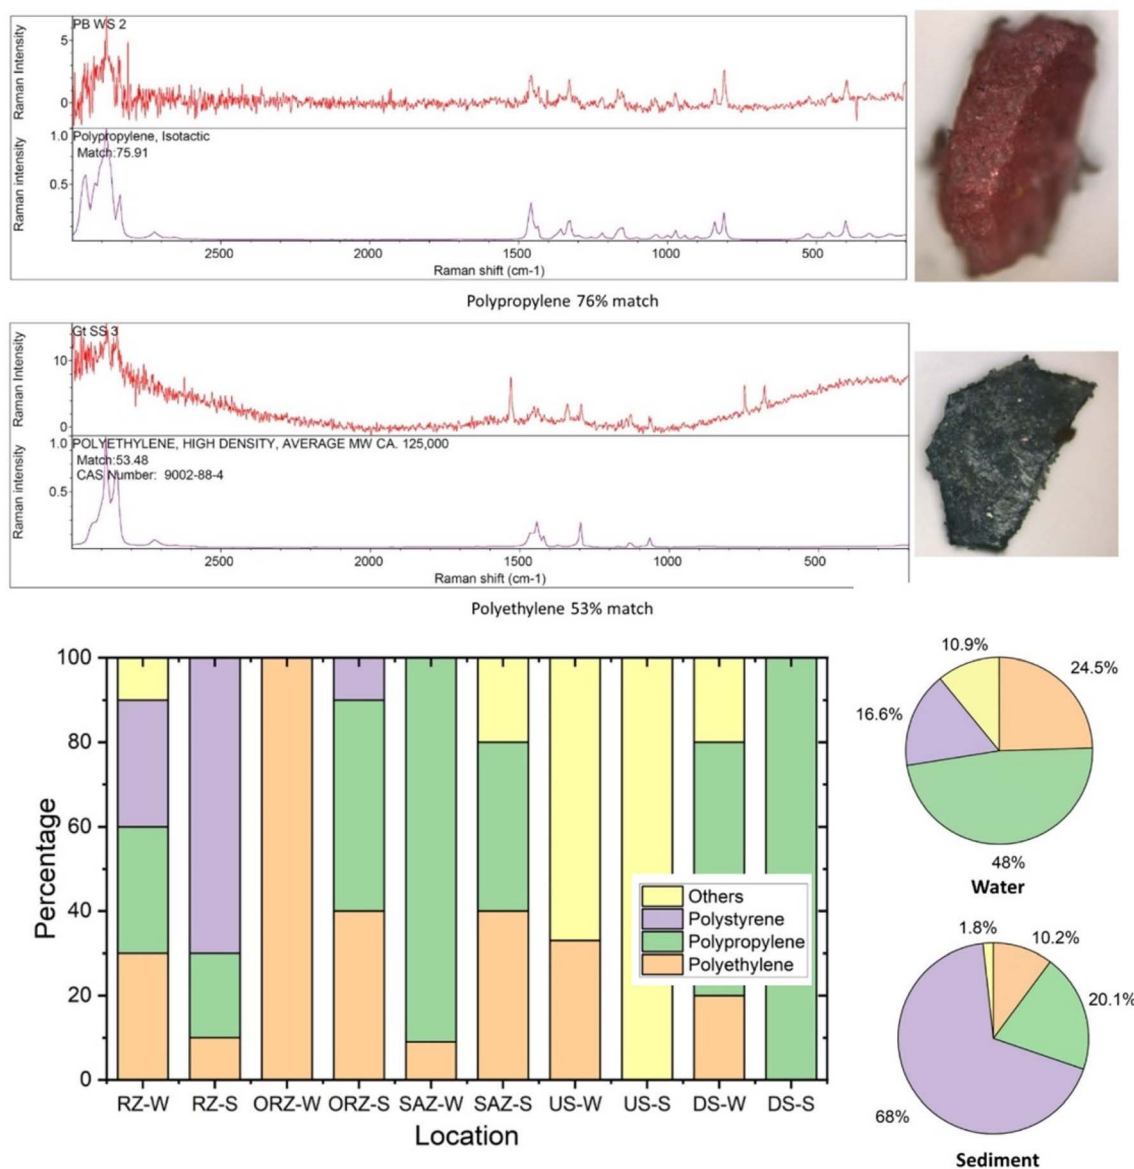 PB WS 2
Raman Intensity
5
0
Polypropylene, Isotactic
Match:75.91
Raman intensity
1.0
0.5
2500 2000 1500 1000 500
Raman shift (cm-1)
Polypropylene 76% match
Gt SS 3
Raman Intensity
10
0
POLYETHYLENE, HIGH DENSITY, AVERAGE MW CA. 125,000
Match:53.48
CAS Number: 9002-88-4
Raman intensity
1.0
0.5
2500 2000 1500 1000 500
Raman shift (cm-1)
Polyethylene 53% match
Percentage
100
80
60
40
20
0
Others
Polystyrene
Polypropylene
Polyethylene
RZ-W RZ-S ORZ-W ORZ-S SAZ-W SAZ-S US-W US-S DS-W DS-S
Location
10.9%
24.5%
16.6%
48%
Water
1.8%
10.2%
20.1%
68%
Sediment